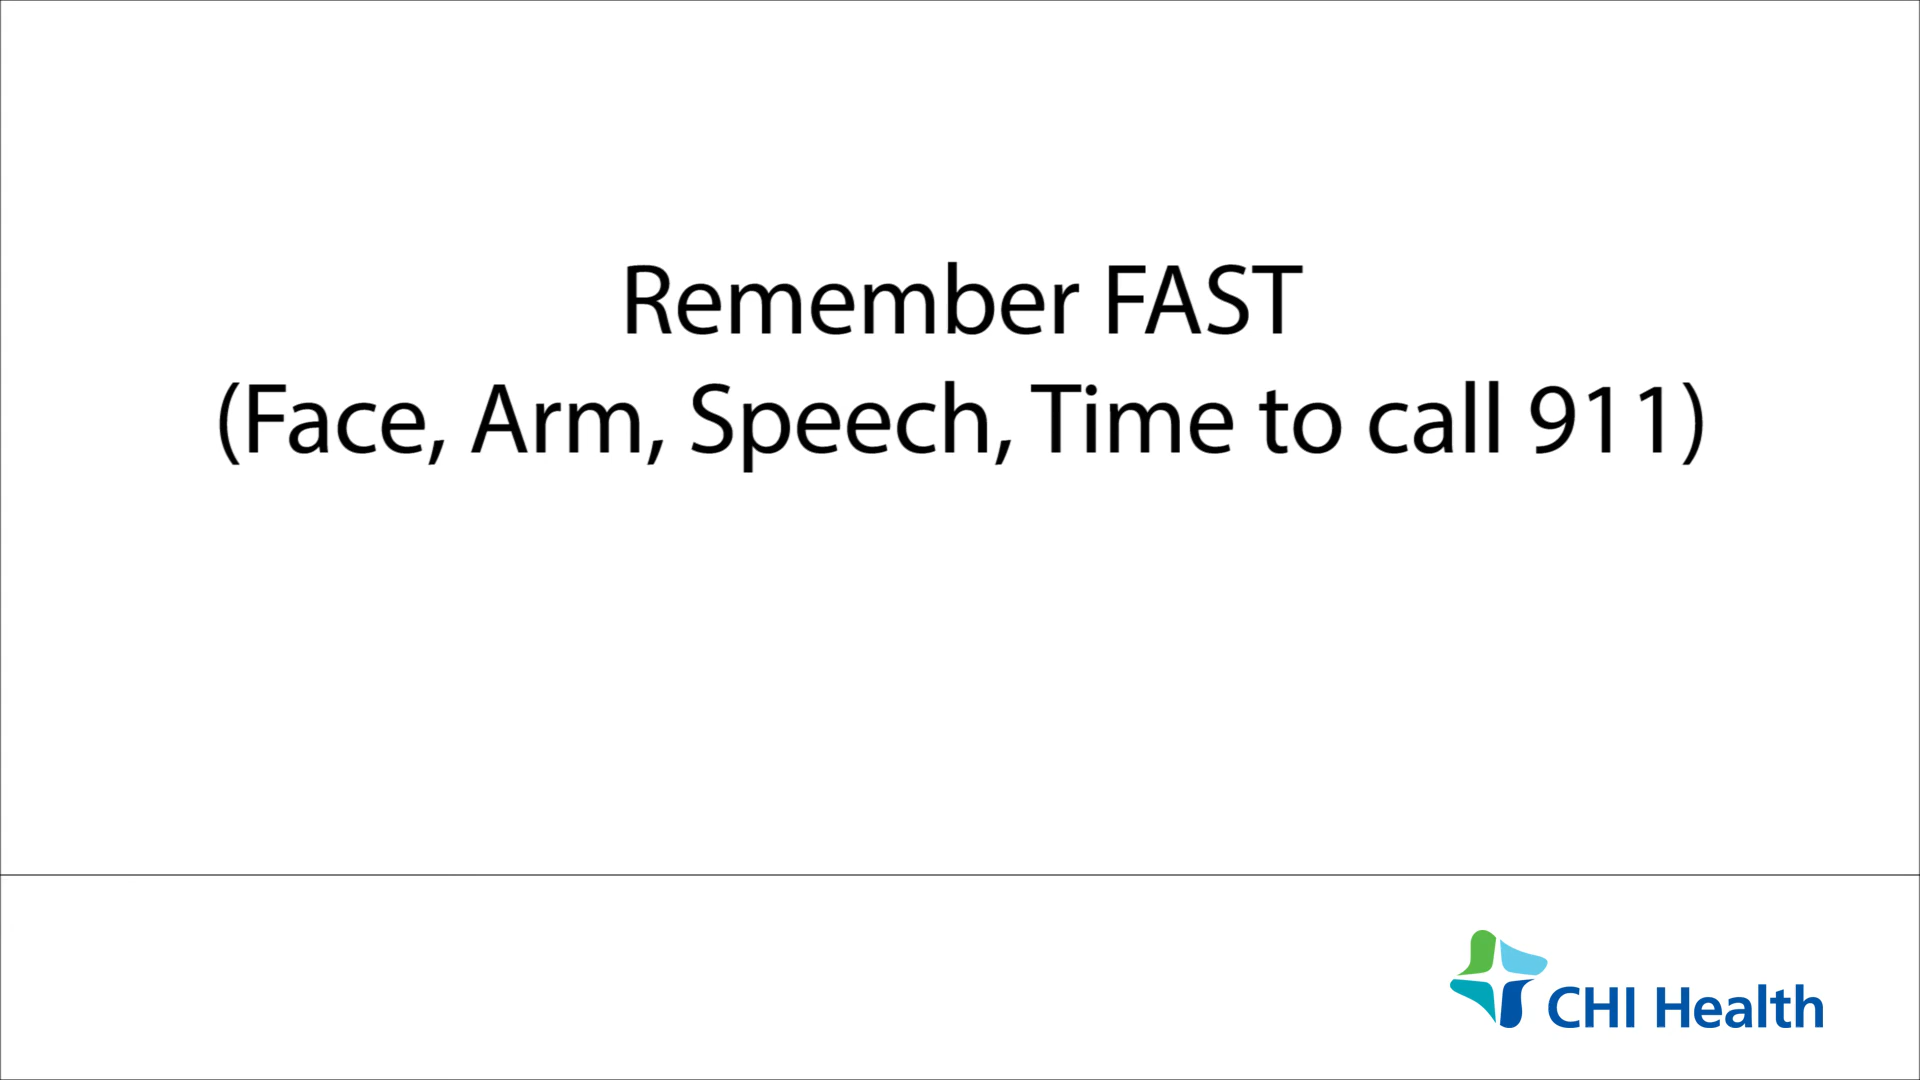 Remember FAST
(Face, Arm, Speech, Time to call 911)
CHI Health